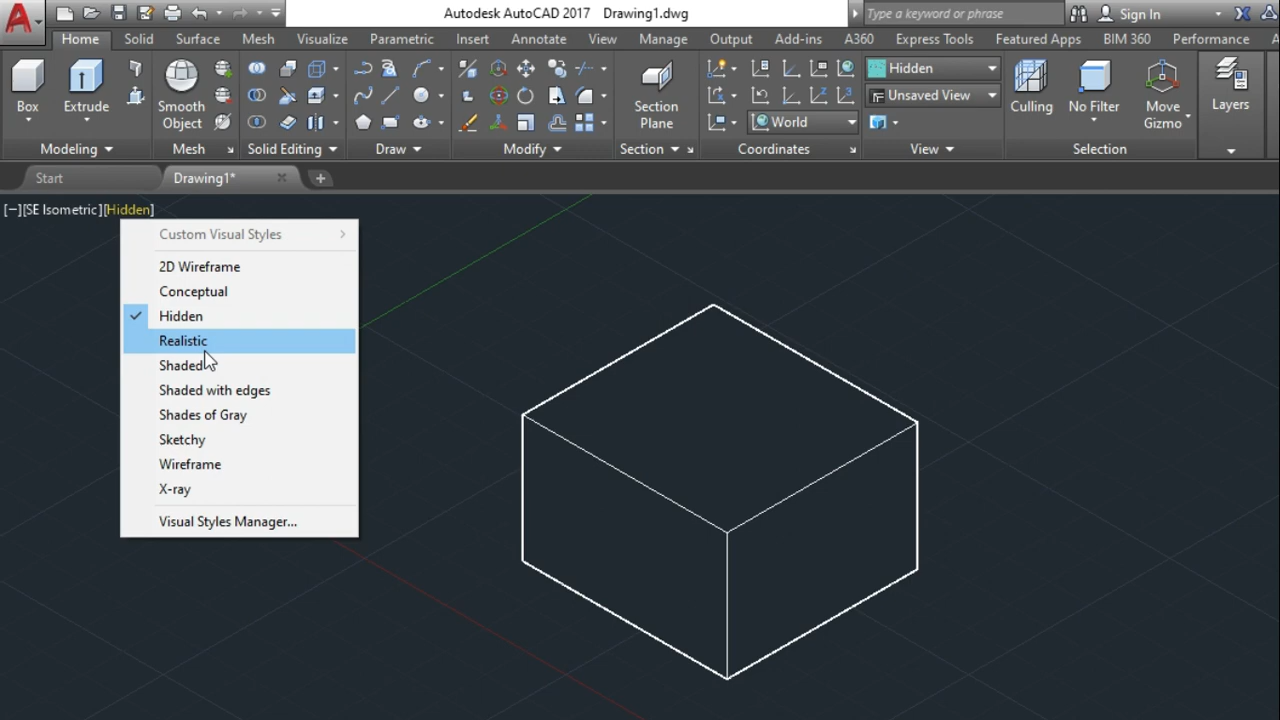 Autodesk AutoCAD 2017 Drawing1.dwg
Type a keyword or phrase
Sign In
Home Solid Surface Mesh Visualize Parametric Insert Annotate View Manage Output Add-ins A360 Express Tools Featured Apps BIM 360 Performance A
Box
Extrude
Smooth
Object
Section
Plane
Hidden
Unsaved View
World
Culling
No Filter
Move
Gizmo
Layers
Modeling
Mesh
Solid Editing
Draw
Modify
Section
Coordinates
View
Selection
Start
Drawing1*
[−][SE Isometric][Hidden]
Custom Visual Styles
2D Wireframe
Conceptual
Hidden
Realistic
Shaded
Shaded with edges
Shades of Gray
Sketchy
Wireframe
X-ray
Visual Styles Manager...